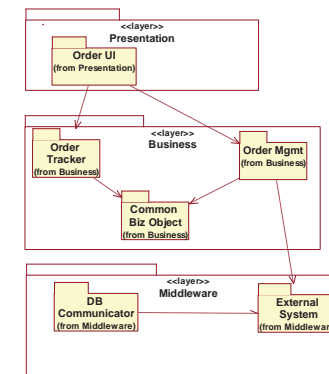 <<layer>>
Presentation
Order UI
(from Presentation)
<<layer>>
Business
Order
Tracker
(from Business)
Order Mgmt
(from Business)
Common
Biz Object
(from Business)
<<layer>>
Middleware
DB
Communicator
(from Middleware)
External
System
(from Middlewar